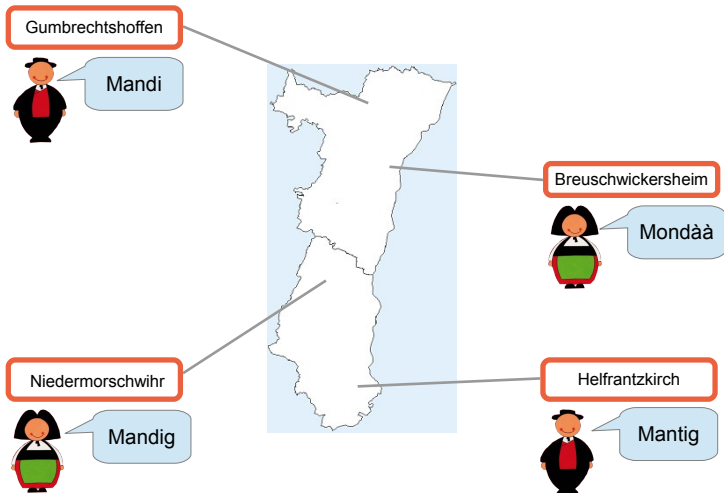 Gumbrechtshoffen
Mandi
Breuschwickersheim
Mondàà
Niedermorschwihr
Mandig
Helfrantzkirch
Mantig